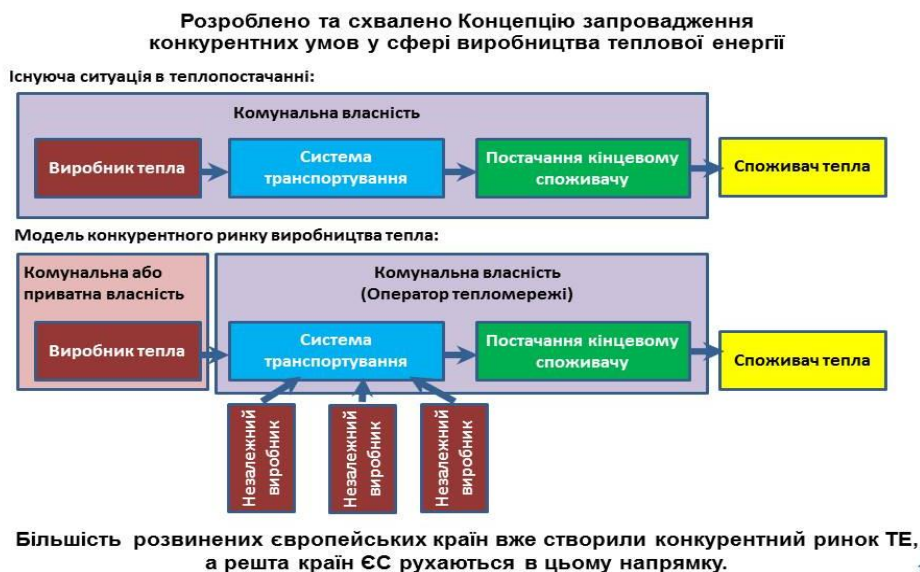 Розроблено та схвалено Концепцію запровадження
конкурентних умов у сфері виробництва теплової енергії
Існуюча ситуація в теплопостачанні:
Комунальна власність
Виробник тепла
Система
транспортування
Постачання кінцевому
споживачу
Споживач тепла
Модель конкурентного ринку виробництва тепла:
Комунальна або
приватна власність
Комунальна власність
(Оператор тепломережі)
Виробник тепла
Система
транспортування
Постачання кінцевому
споживачу
Споживач тепла
Незалежний
виробник
Незалежний
виробник
Незалежний
виробник
Більшість розвинених європейських країн вже створили конкурентний ринок ТЕ,
а решта країн ЄС рухаються в цьому напрямку.